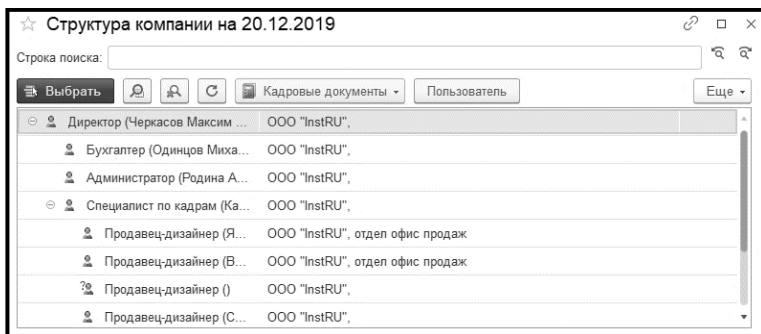 Структура компании на 20.12.2019
Строка поиска:
Выбрать Кадровые документы Пользователь Еще
Директор (Черкасов Максим ... ООО "InstRU",
Бухгалтер (Одинцов Миха... ООО "InstRU",
Администратор (Родина А... ООО "InstRU",
Специалист по кадрам (Ка... ООО "InstRU",
Продавец-дизайнер (Я... ООО "InstRU", отдел офис продаж
Продавец-дизайнер (В... ООО "InstRU", отдел офис продаж
Продавец-дизайнер () ООО "InstRU",
Продавец-дизайнер (С... ООО "InstRU",